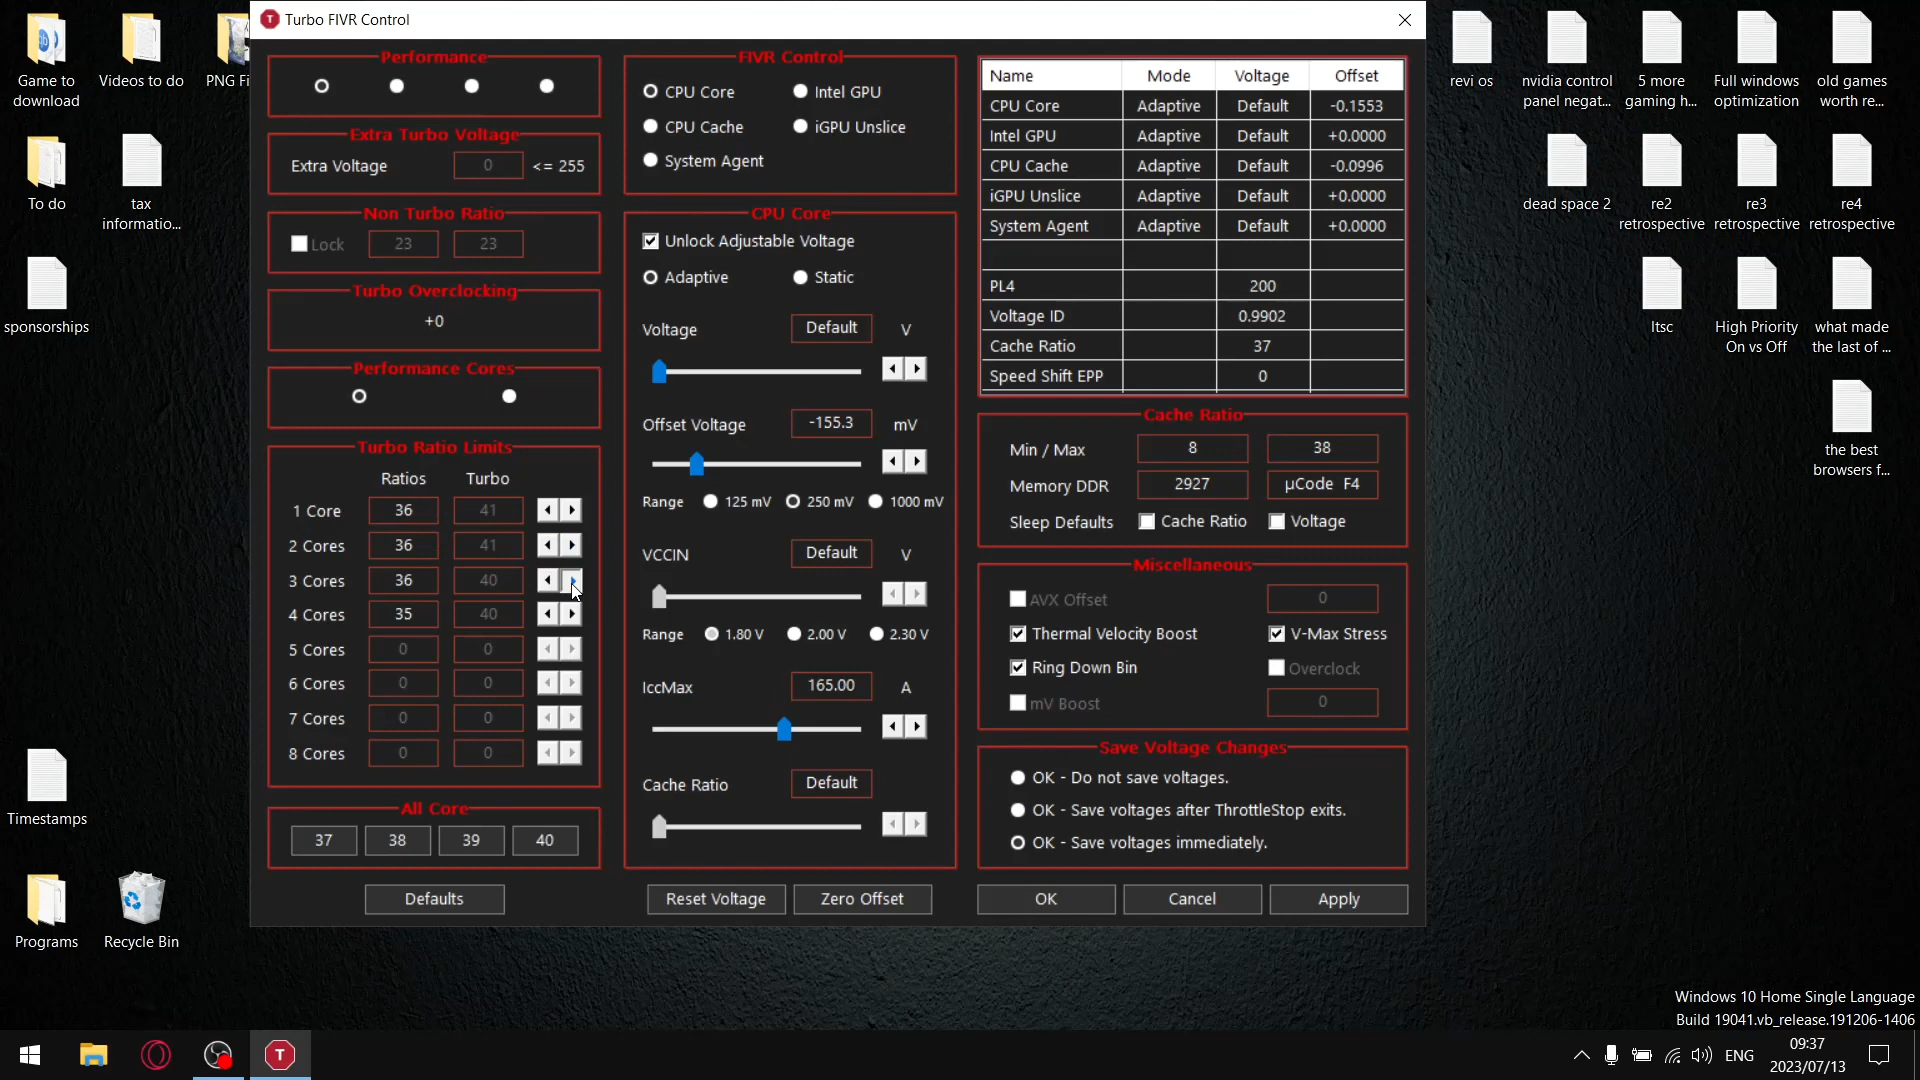 Turbo FIVR Control
Performance
Extra Turbo Voltage
Extra Voltage 0 <= 255
Non Turbo Ratio
Lock 23 23
Turbo Overclocking
+0
Performance Cores
Turbo Ratio Limits
Ratios Turbo
1 Core 36 41
2 Cores 36 41
3 Cores 36 40
4 Cores 35 40
5 Cores 0 0
6 Cores 0 0
7 Cores 0 0
8 Cores 0 0
All Core
37 38 39 40
Defaults
FIVR Control
CPU Core Intel GPU
CPU Cache iGPU Unslice
System Agent
CPU Core
Unlock Adjustable Voltage
Adaptive Static
Voltage Default V
Offset Voltage -155.3 mV
Range 125 mV 250 mV 1000 mV
VCCIN Default V
Range 1.80 V 2.00 V 2.30 V
IccMax 165.00 A
Cache Ratio Default
Reset Voltage Zero Offset
Name Mode Voltage Offset
CPU Core Adaptive Default -0.1553
Intel GPU Adaptive Default +0.0000
CPU Cache Adaptive Default -0.0996
iGPU Unslice Adaptive Default +0.0000
System Agent Adaptive Default +0.0000
PL4 200
Voltage ID 0.9902
Cache Ratio 37
Speed Shift EPP 0
Cache Ratio
Min / Max 8 38
Memory DDR 2927 µCode F4
Sleep Defaults Cache Ratio Voltage
Miscellaneous
AVX Offset 0
Thermal Velocity Boost V-Max Stress
Ring Down Bin Overclock
mV Boost 0
Save Voltage Changes
OK - Do not save voltages.
OK - Save voltages after ThrottleStop exits.
OK - Save voltages immediately.
OK Cancel Apply
Game to
download
Videos to do
PNG Fi
To do
tax
informatio...
sponsorships
Timestamps
Programs
Recycle Bin
revi os
nvidia control
panel negat...
5 more
gaming h...
Full windows
optimization
old games
worth re...
dead space 2
re2
retrospective
re3
retrospective
re4
retrospective
ltsc
High Priority
On vs Off
what made
the last of ...
the best
browsers f...
Windows 10 Home Single Language
Build 19041.vb_release.191206-1406
T
ENG
09:37
2023/07/13